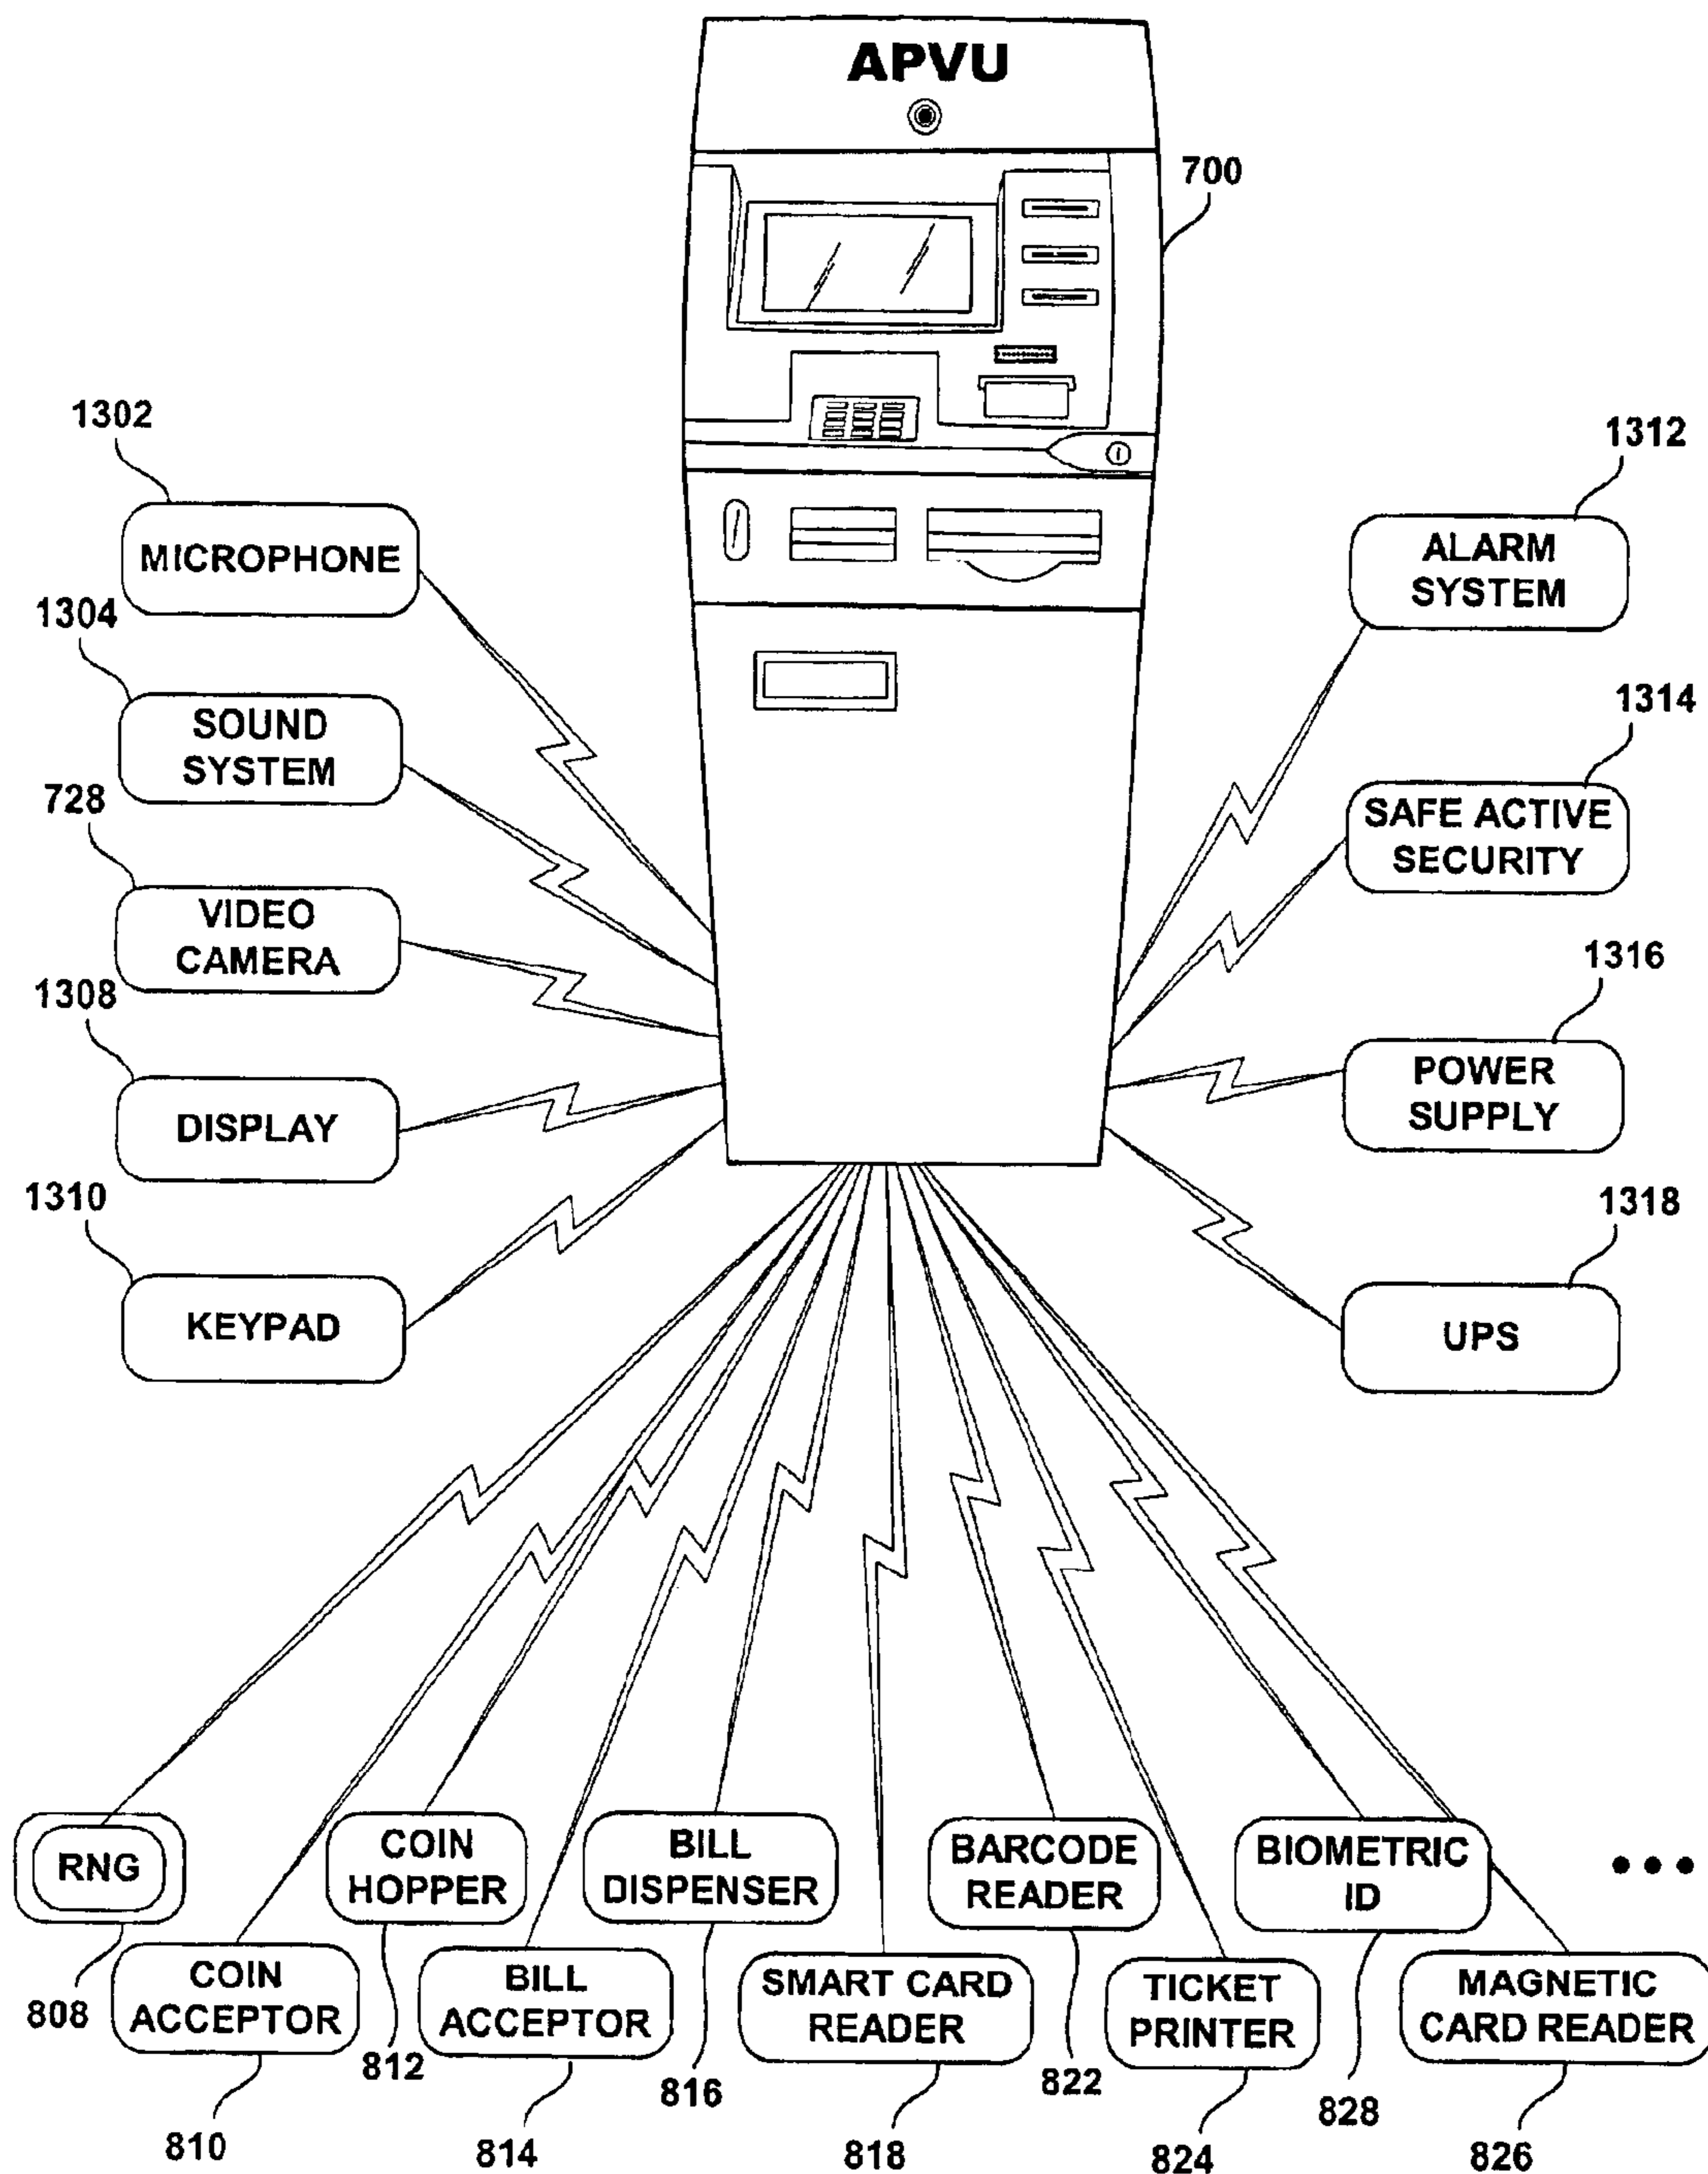 APVU
700
1302
MICROPHONE
1304
SOUND
SYSTEM
728
VIDEO
CAMERA
1308
DISPLAY
1310
KEYPAD
1312
ALARM
SYSTEM
1314
SAFE ACTIVE
SECURITY
1316
POWER
SUPPLY
1318
UPS
RNG
808
COIN
ACCEPTOR
810
COIN
HOPPER
812
BILL
ACCEPTOR
814
BILL
DISPENSER
816
SMART CARD
READER
818
BARCODE
READER
822
TICKET
PRINTER
824
BIOMETRIC
ID
828
MAGNETIC
CARD READER
826
• • •